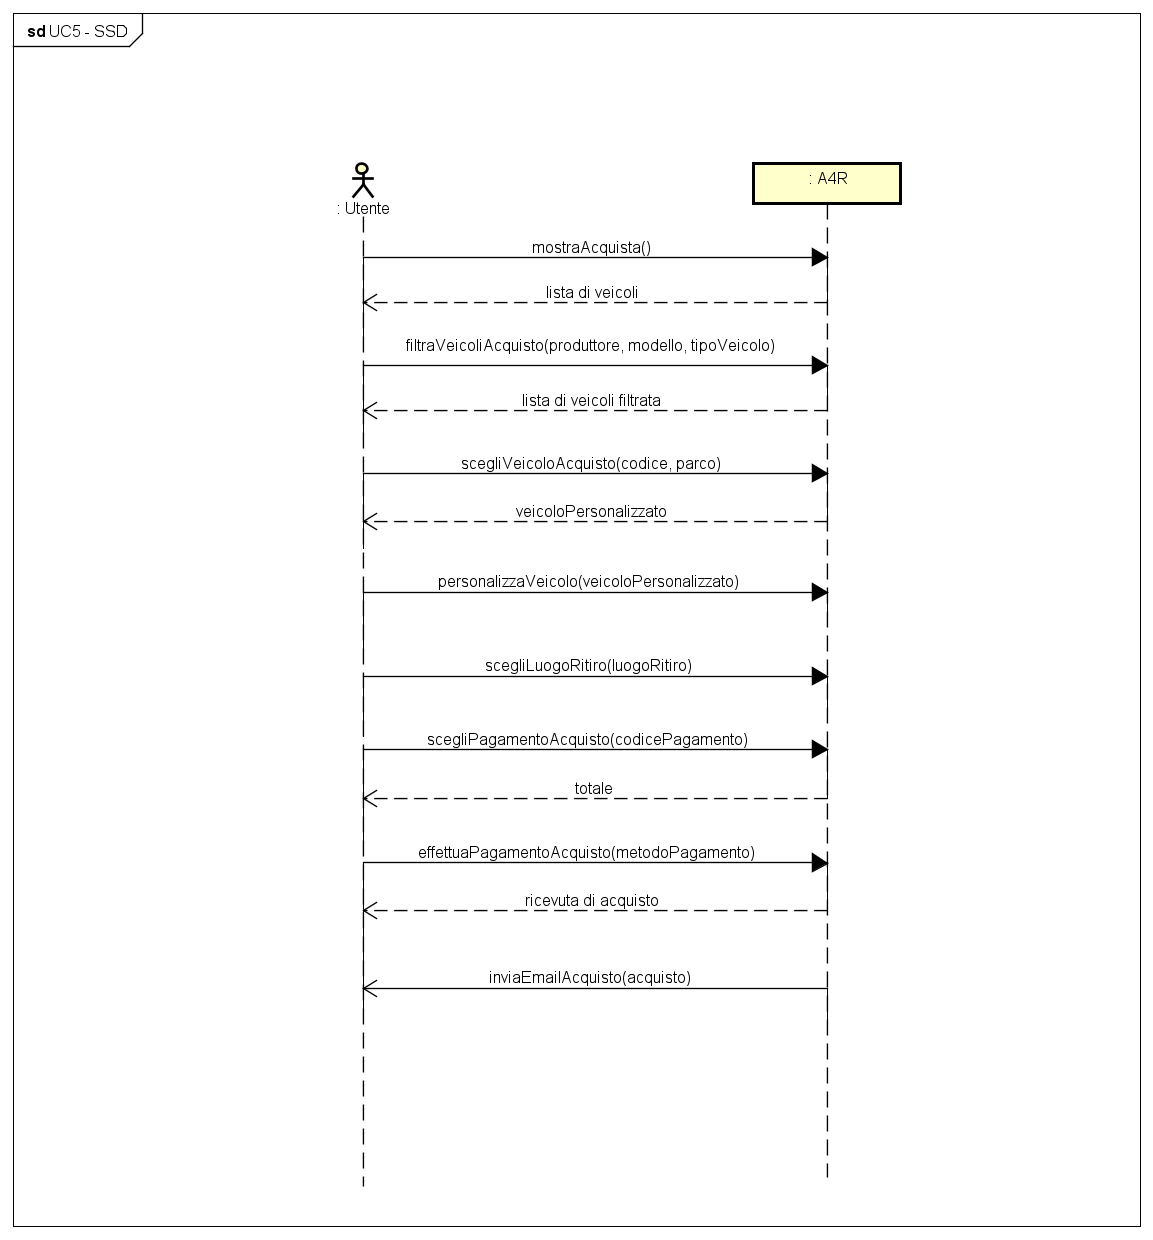 sd UC5 - SSD
: Utente
: A4R
mostraAcquista()
lista di veicoli
filtraVeicoliAcquisto(produttore, modello, tipoVeicolo)
lista di veicoli filtrata
scegliVeicoloAcquisto(codice, parco)
veicoloPersonalizzato
personalizzaVeicolo(veicoloPersonalizzato)
scegliLuogoRitiro(luogoRitiro)
scegliPagamentoAcquisto(codicePagamento)
totale
effettuaPagamentoAcquisto(metodoPagamento)
ricevuta di acquisto
inviaEmailAcquisto(acquisto)